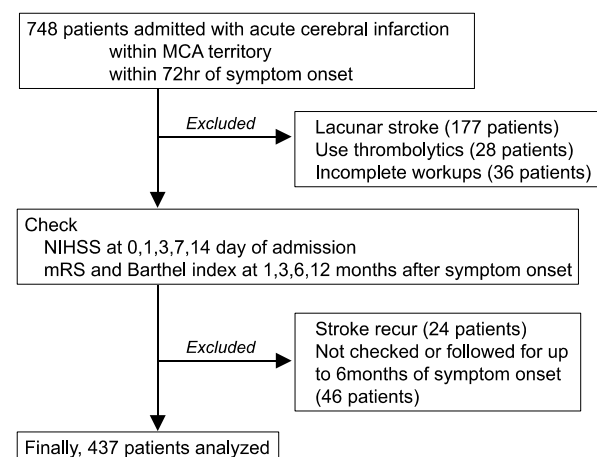 748 patients admitted with acute cerebral infarction
within MCA territory
within 72hr of symptom onset
Excluded
Lacunar stroke (177 patients)
Use thrombolytics (28 patients)
Incomplete workups (36 patients)
Check
NIHSS at 0,1,3,7,14 day of admission
mRS and Barthel index at 1,3,6,12 months after symptom onset
Excluded
Stroke recur (24 patients)
Not checked or followed for up
to 6months of symptom onset
(46 patients)
Finally, 437 patients analyzed